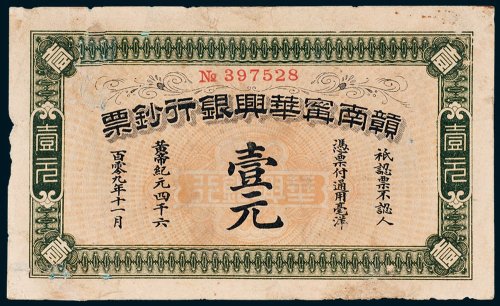 № 397528
贛南甯華興銀行鈔票
壹元
祇認票不認人
憑票付通用毫洋
壹元
黃帝紀元四千六
百零九年十一月
壹元